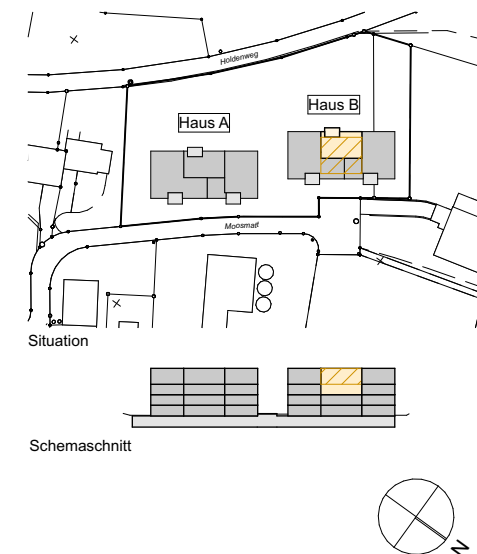 Holdenweg
Haus B
Haus A
Moosmatt
Situation
Schemaschnitt
N